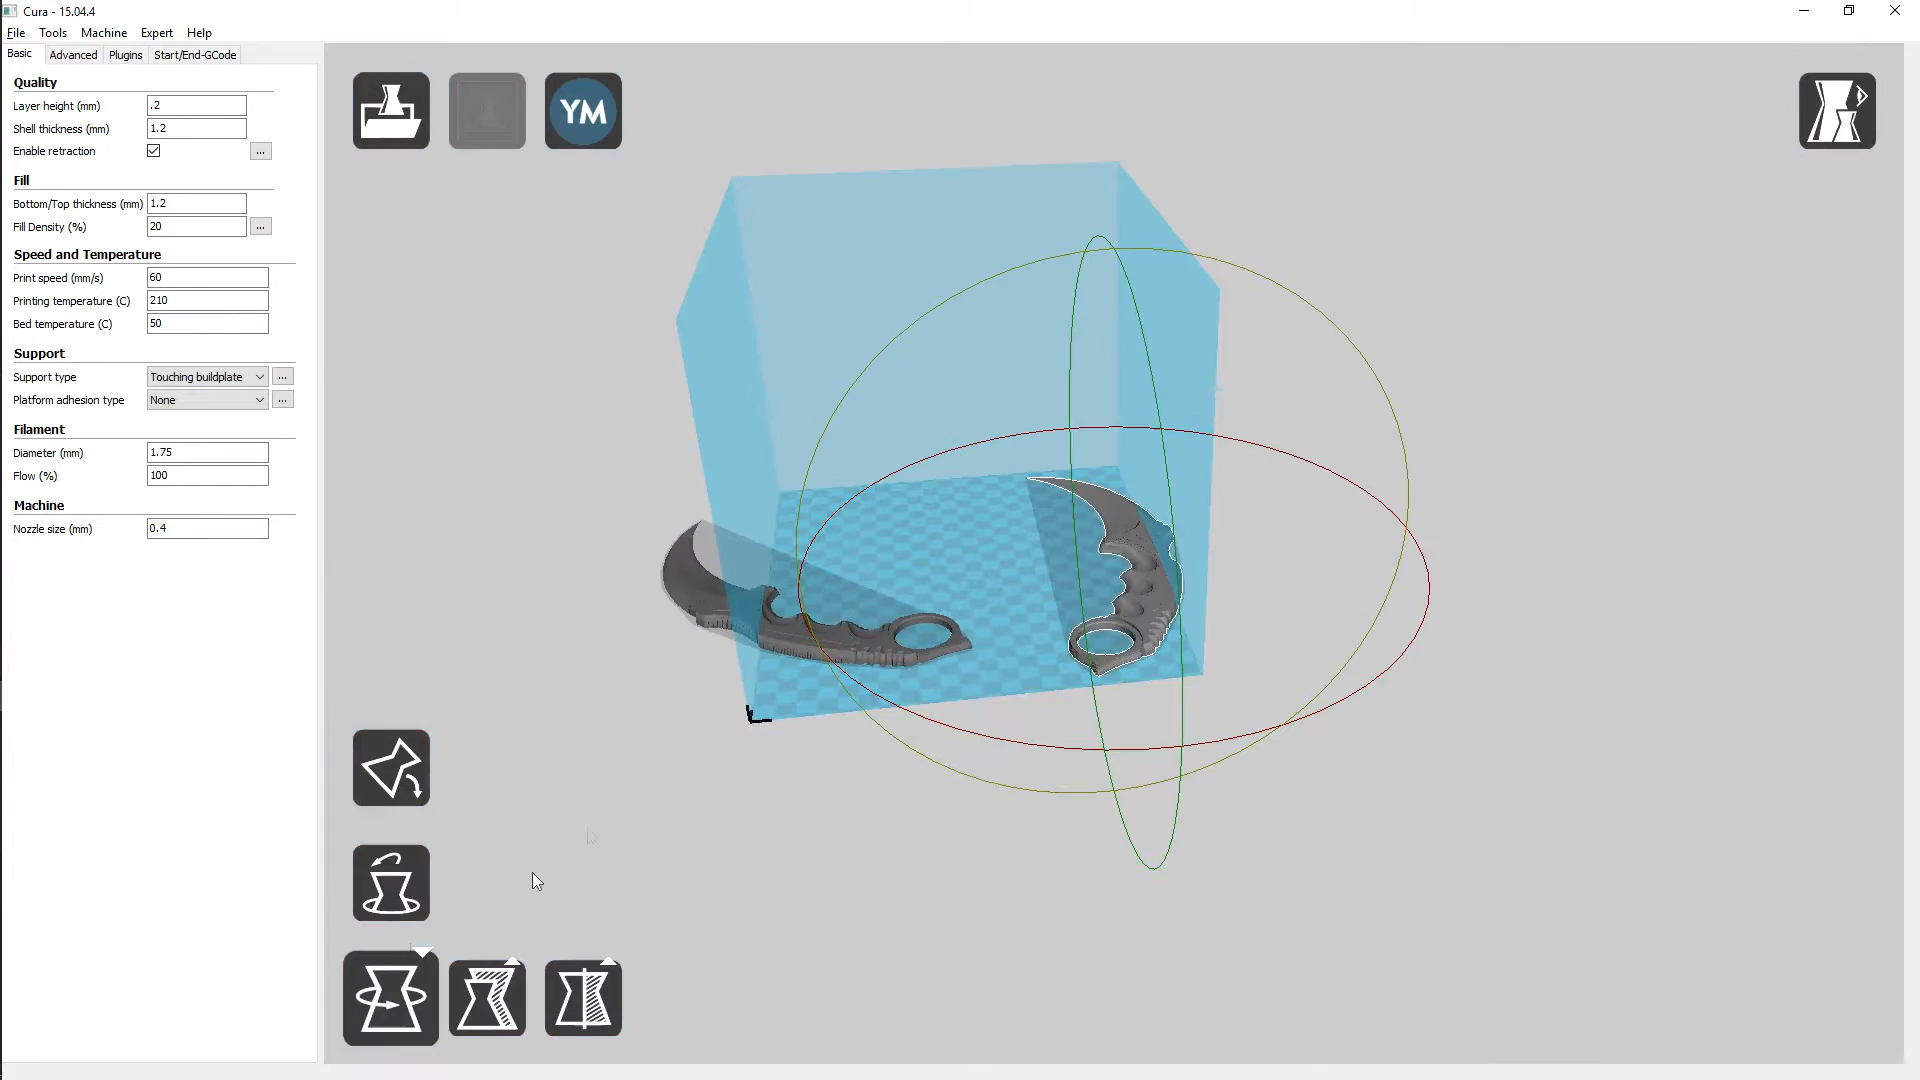 Cura - 15.04.4
File Tools Machine Expert Help
Basic Advanced Plugins Start/End-GCode
Quality
Layer height (mm) .2
Shell thickness (mm) 1.2
Enable retraction ...
Fill
Bottom/Top thickness (mm) 1.2
Fill Density (%) 20 ...
Speed and Temperature
Print speed (mm/s) 60
Printing temperature (C) 210
Bed temperature (C) 50
Support
Support type Touching buildplate ...
Platform adhesion type None ...
Filament
Diameter (mm) 1.75
Flow (%) 100
Machine
Nozzle size (mm) 0.4
YM